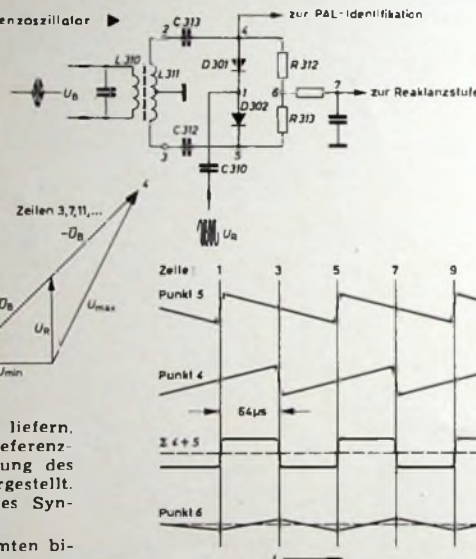 enzoszillator
zur PAL-Identifikation
C313
2
4
D301
L310
L311
R312
U_B
1
6
7
zur Reaktanzstufe
D302
R313
C312
3
5
C310
U_R
4
Zeilen 3,7,11,...
-U_B
U_B
U_R
U_max
U_min
Zeile:
1
3
5
7
9
Punkt 5
Punkt 4
64µs
Σ 4+5
Punkt 6
t
liefern,
eferenz-
ung des
rgestellt.
es Syn-
mten bi-